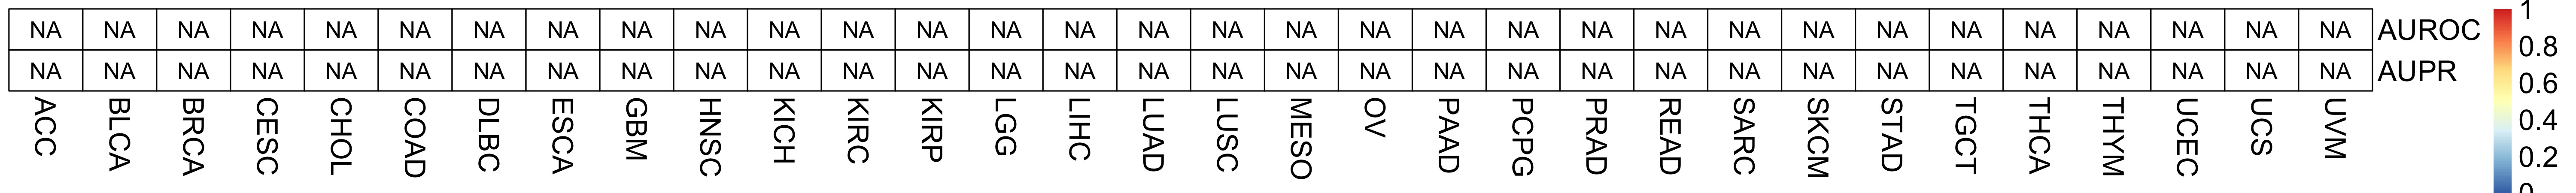 NA NA NA NA NA NA NA NA NA NA NA NA NA NA NA NA NA NA NA NA NA NA NA NA NA NA NA NA NA NA NA NA AUROC
NA NA NA NA NA NA NA NA NA NA NA NA NA NA NA NA NA NA NA NA NA NA NA NA NA NA NA NA NA NA NA NA AUPR
ACC
BLCA
BRCA
CESC
CHOL
COAD
DLBC
ESCA
GBM
HNSC
KICH
KIRC
KIRP
LGG
LIHC
LUAD
LUSC
MESO
OV
PAAD
PCPG
PRAD
READ
SARC
SKCM
STAD
TGCT
THCA
THYM
UCEC
UCS
UVM
1
0.8
0.6
0.4
0.2
0